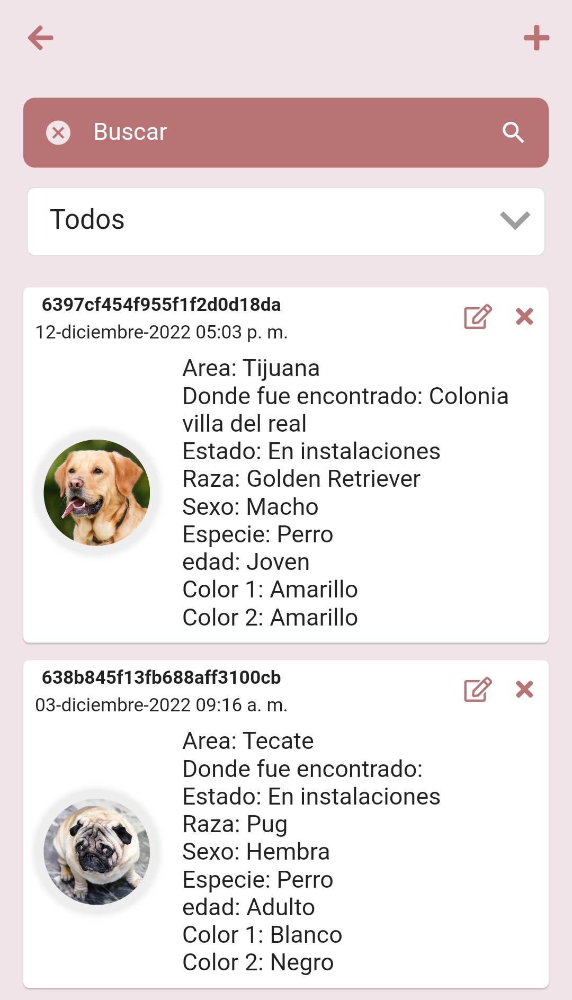 Buscar
Todos
6397cf454f955f1f2d0d18da
12-diciembre-2022 05:03 p. m.
Area: Tijuana
Donde fue encontrado: Colonia
villa del real
Estado: En instalaciones
Raza: Golden Retriever
Sexo: Macho
Especie: Perro
edad: Joven
Color 1: Amarillo
Color 2: Amarillo
638b845f13fb688aff3100cb
03-diciembre-2022 09:16 a. m.
Area: Tecate
Donde fue encontrado:
Estado: En instalaciones
Raza: Pug
Sexo: Hembra
Especie: Perro
edad: Adulto
Color 1: Blanco
Color 2: Negro